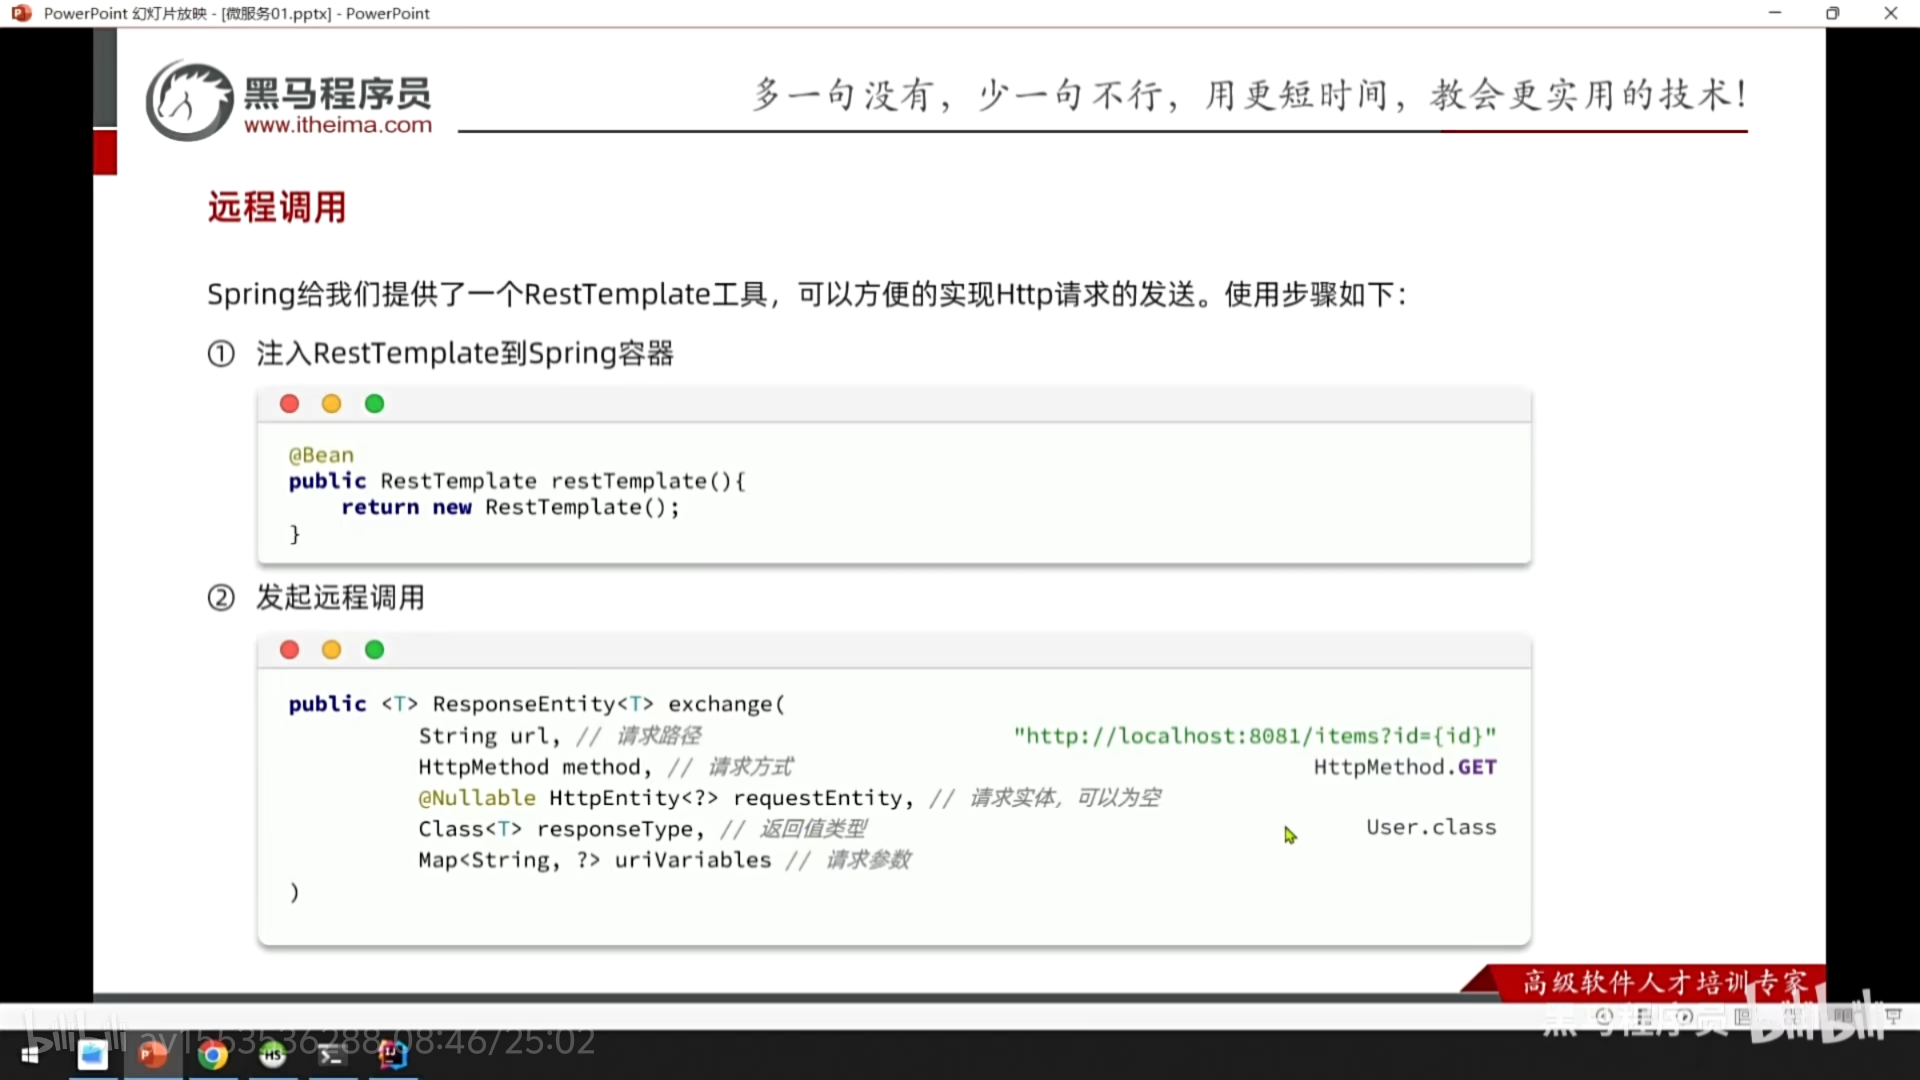 PowerPoint 幻灯片放映 - [微服务01.pptx] - PowerPoint
黑马程序员
www.itheima.com
多一句没有，少一句不行，用更短时间，教会更实用的技术！
远程调用
Spring给我们提供了一个RestTemplate工具，可以方便的实现Http请求的发送。使用步骤如下：
① 注入RestTemplate到Spring容器
@Bean
public RestTemplate restTemplate(){
    return new RestTemplate();
}
② 发起远程调用
public <T> ResponseEntity<T> exchange(
String url, // 请求路径 "http://localhost:8081/items?id={id}"
HttpMethod method, // 请求方式 HttpMethod.GET
@Nullable HttpEntity<?> requestEntity, // 请求实体，可以为空
Class<T> responseType, // 返回值类型 User.class
Map<String, ?> uriVariables // 请求参数
)
高级软件人才培训专家
黑马程序员 bilibili
bilibili av1553536288 08:46/25:02